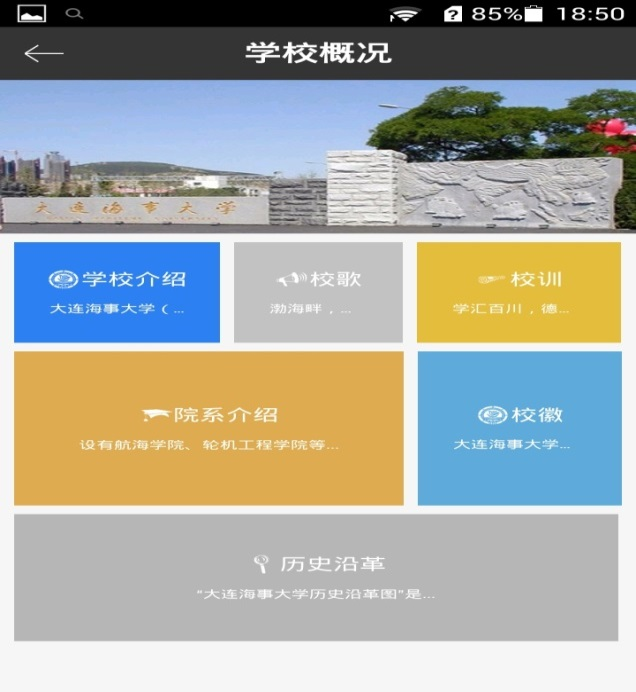 85% 18:50
学校概况
大连海事大学
学校介绍
大连海事大学（...
校歌
渤海畔，...
校训
学汇百川，德...
院系介绍
设有航海学院、轮机工程学院等...
校徽
大连海事大学...
历史沿革
“大连海事大学历史沿革图”是...